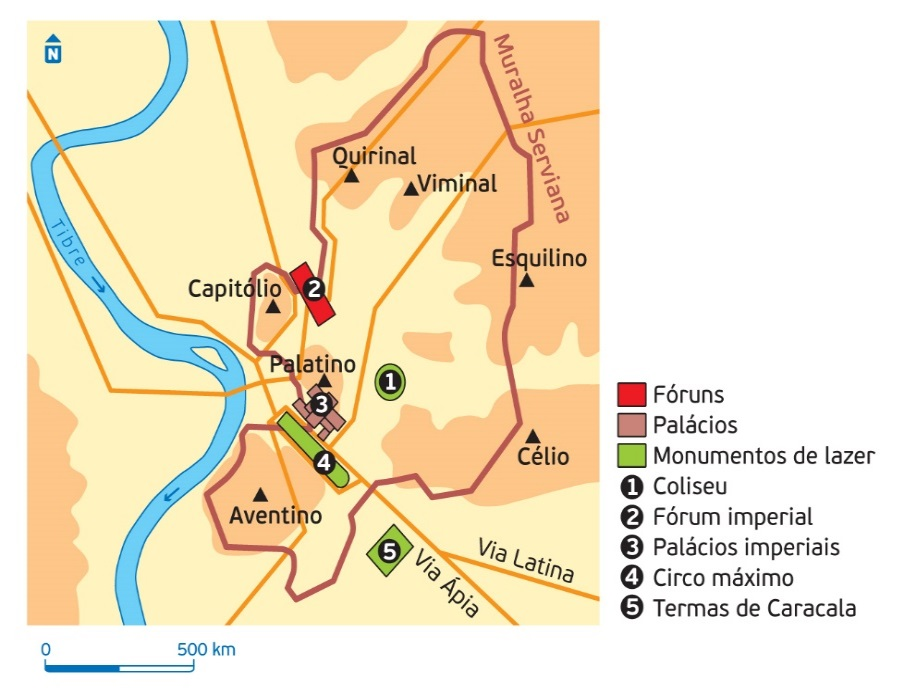 N
Muralha Serviana
Quirinal
Viminal
Tibre
Esquilino
Capitólio
2
Palatino
1
3
Célio
4
Aventino
5
Via Ápia
Via Latina
0 500 km
Fóruns
Palácios
Monumentos de lazer
1 Coliseu
2 Fórum imperial
3 Palácios imperiais
4 Circo máximo
5 Termas de Caracala